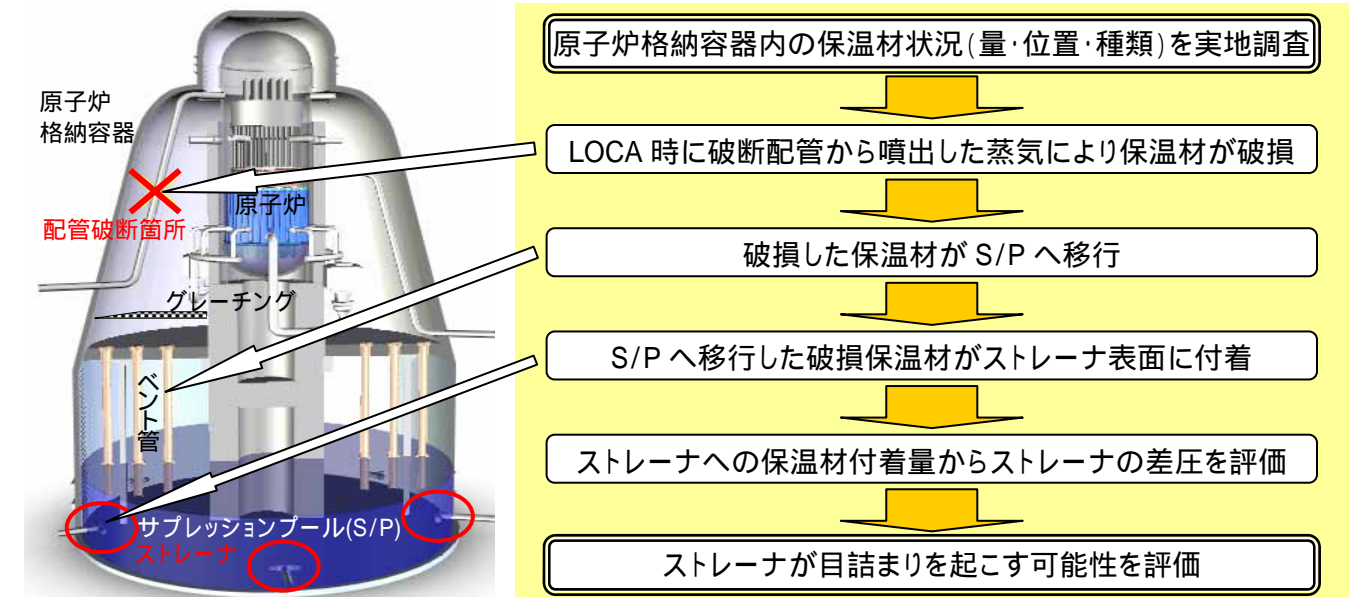 原子炉
格納容器
原子炉
配管破断箇所
グレーチング
ベント管
サプレッションプール(S/P)
ストレーナ
原子炉格納容器内の保温材状況(量・位置・種類)を実地調査
LOCA 時に破断配管から噴出した蒸気により保温材が破損
破損した保温材が S/P へ移行
S/P へ移行した破損保温材がストレーナ表面に付着
ストレーナへの保温材付着量からストレーナの差圧を評価
ストレーナが目詰まりを起こす可能性を評価